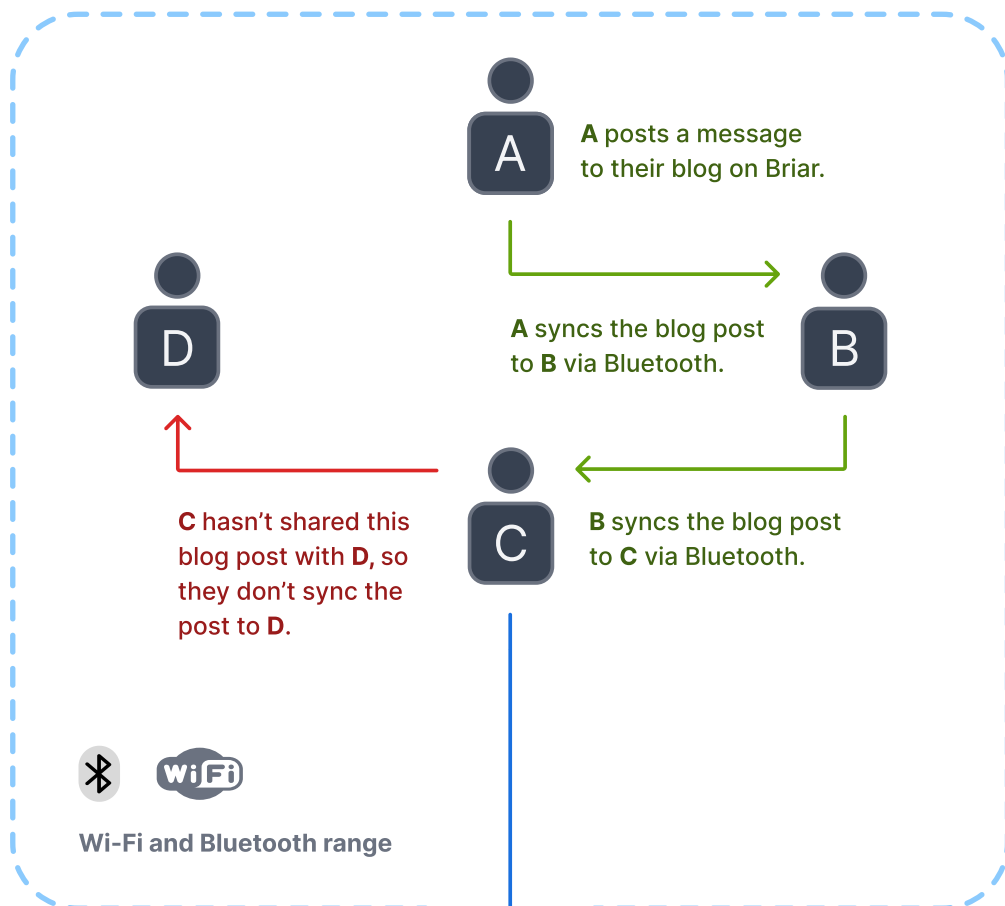 A
A posts a message
to their blog on Briar.
D
B
A syncs the blog post
to B via Bluetooth.
C
C hasn’t shared this
blog post with D, so
they don’t sync the
post to D.
B syncs the blog post
to C via Bluetooth.
WiFi
Wi-Fi and Bluetooth range